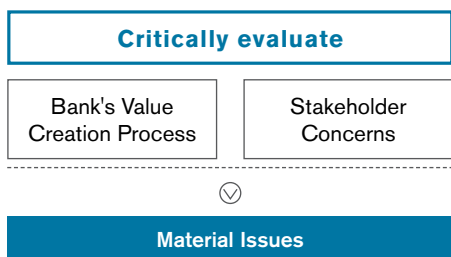 Critically evaluate
Bank's Value
Creation Process
Stakeholder
Concerns
Material Issues